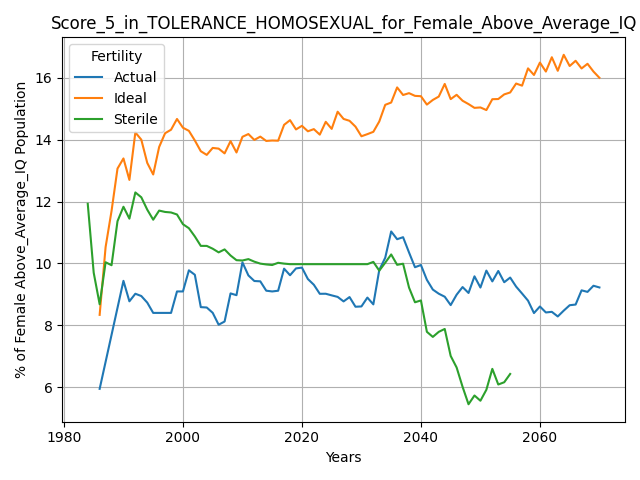 Score_5_in_TOLERANCE_HOMOSEXUAL_for_Female_Above_Average_IQ
Fertility
Actual
Ideal
Sterile
% of Female Above_Average_IQ Population
16
14
12
10
8
6
1980
2000
2020
2040
2060
Years